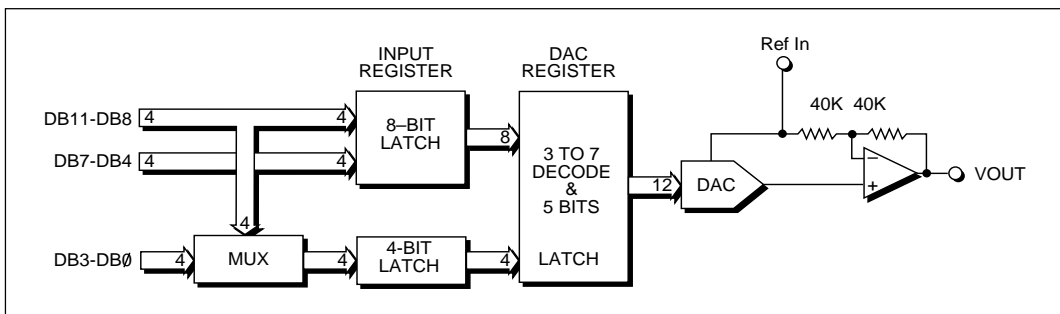 INPUT
REGISTER
DAC
REGISTER
Ref In
40K 40K
DB11-DB8
4
4
8–BIT
LATCH
8
DB7-DB4
4
4
4
3 TO 7
DECODE
&
5 BITS
LATCH
12
DAC
–
+
VOUT
DB3-DBØ
4
MUX
4
4-BIT
LATCH
4